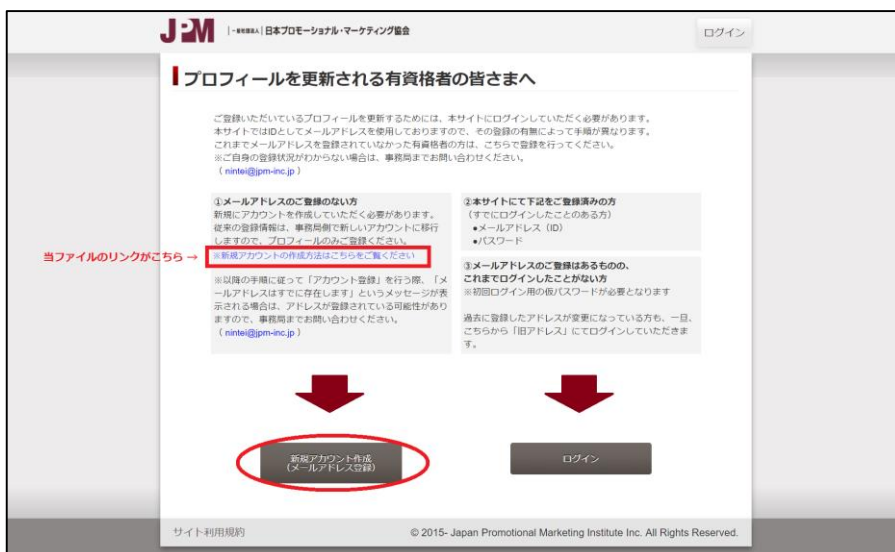 JPM |一般社団法人|日本プロモーショナル・マーケティング協会
ログイン
プロフィールを更新される有資格者の皆さまへ
ご登録いただいているプロフィールを更新するためには、本サイトにログインしていただく必要があります。
本サイトではIDとしてメールアドレスを使用しておりますので、その登録の有無によって手順が異なります。
これまでメールアドレスを登録されていなかった有資格者の方は、こちらで登録を行ってください。
※ご自身の登録状況がわからない場合は、事務局までお問い合わせください。
( nintei@jpm-inc.jp )
①メールアドレスのご登録のない方
新規にアカウントを作成していただく必要があります。
従来の登録情報は、事務局側で新しいアカウントに移行
しますので、プロフィールのみご登録ください。
当ファイルのリンクがこちら→
※新規アカウントの作成方法はこちらをご覧ください
※以降の手順に従って「アカウント登録」を行う際、「メ
ールアドレスはすでに存在します」というメッセージが表
示される場合は、アドレスが登録されている可能性があり
ますので、事務局までお問い合わせください。
( nintei@jpm-inc.jp )
②本サイトにて下記をご登録済みの方
(すでにログインしたことのある方)
●メールアドレス(ID)
●パスワード
③メールアドレスのご登録はあるものの、
これまでログインしたことがない方
※初回ログイン用の仮パスワードが必要となります
過去に登録したアドレスが変更になっている方も、一旦、
こちらから「旧アドレス」にてログインしていただきま
す。
新規アカウント作成
(メールアドレス登録)
ログイン
サイト利用規約
© 2015- Japan Promotional Marketing Institute Inc. All Rights Reserved.